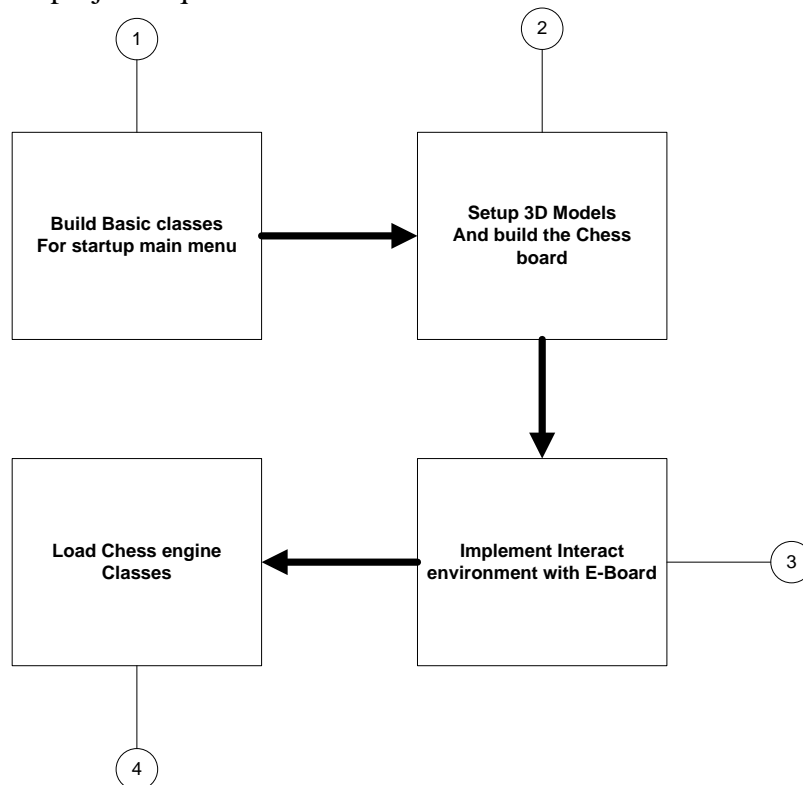 1
2
Build Basic classes
For startup main menu
Setup 3D Models
And build the Chess
board
Load Chess engine
Classes
Implement Interact
environment with E-Board
3
4